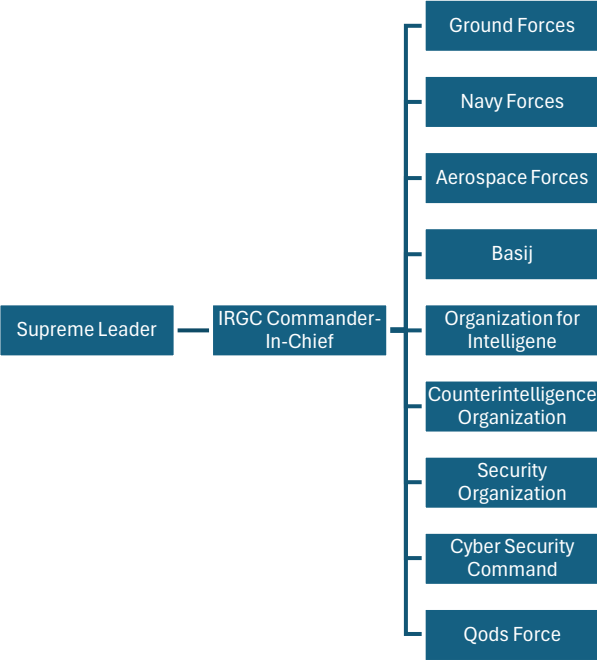 Supreme Leader
IRGC Commander-
In-Chief
Ground Forces
Navy Forces
Aerospace Forces
Basij
Organization for
Intelligene
Counterintelligence
Organization
Security
Organization
Cyber Security
Command
Qods Force